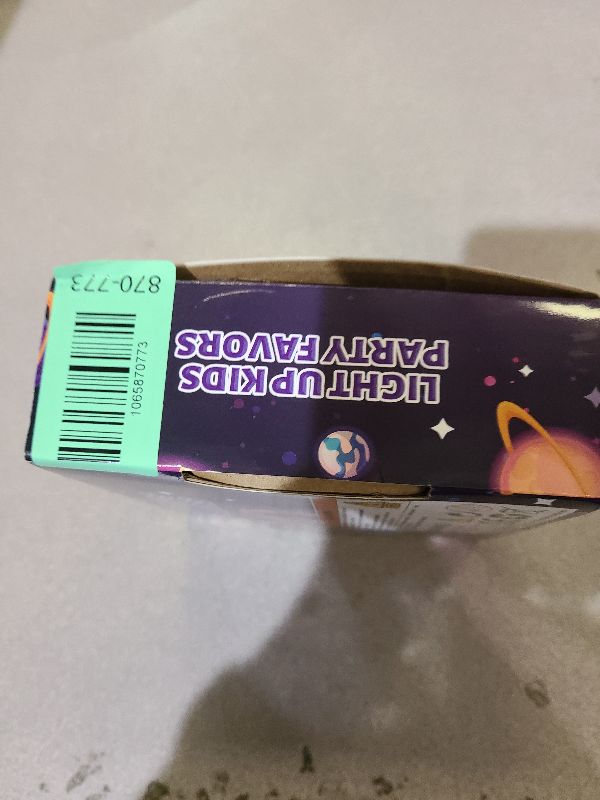 LIGHT UP KIDS
PARTY FAVORS
870-773
1065870773